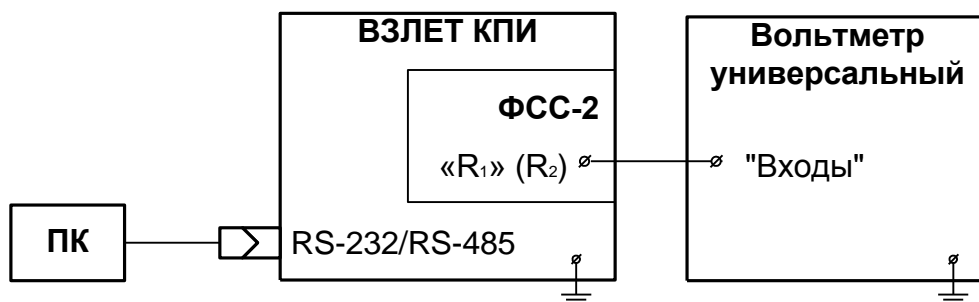 ВЗЛЕТ КПИ
Вольтметр
универсальный
ФСС-2
«R₁» (R₂)
"Входы"
ПК
RS-232/RS-485